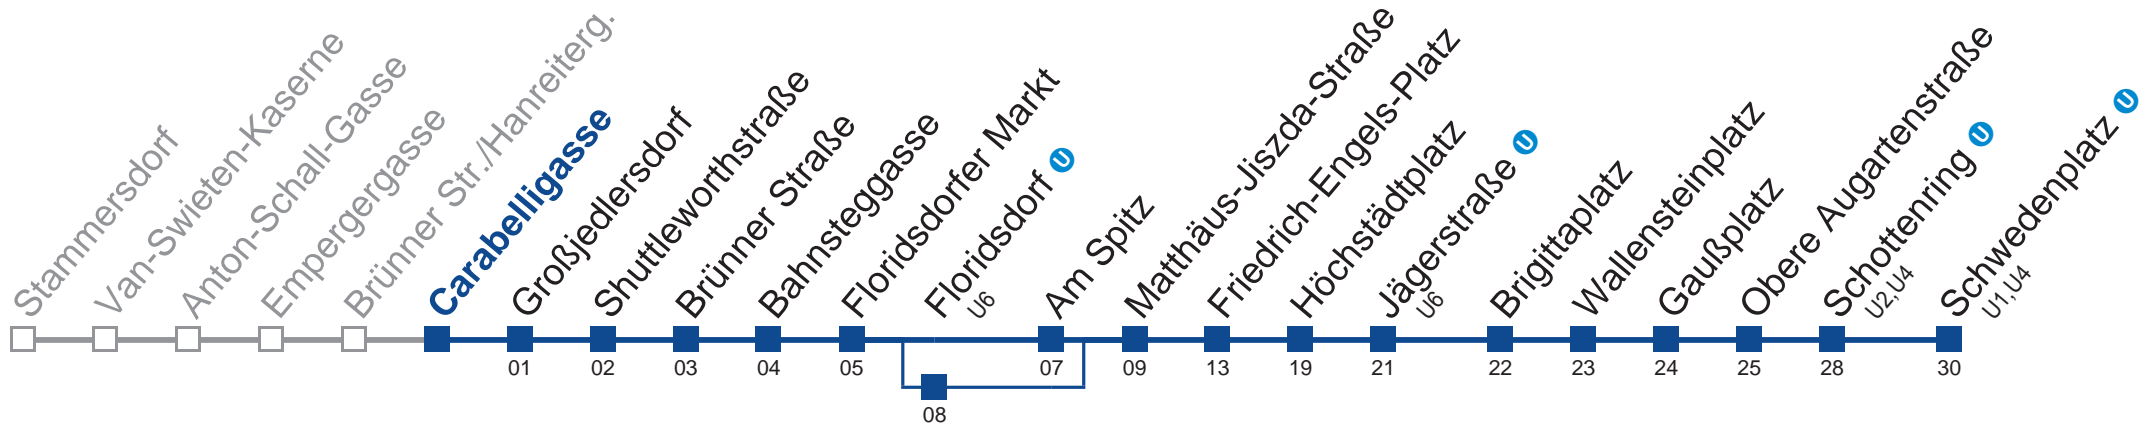 Stammersdorf
Van-Swieten-Kaserne
Anton-Schall-Gasse
Empergergasse
Brünner Str./Hanreiterg.
Carabelligasse
Großjedlersdorf
01
Shuttleworthstraße
02
Brünner Straße
03
Bahnsteggasse
04
Floridsdorfer Markt
05
Floridsdorf U
U6
08
Am Spitz
07
Matthäus-Jiszda-Straße
09
Friedrich-Engels-Platz
13
Höchstädtplatz
19
Jägerstraße U
U6
21
Brigittaplatz
22
Wallensteinplatz
23
Gaußplatz
24
Obere Augartenstraße
25
Schottenring U
U2,U4
28
Schwedenplatz U
U1,U4
30